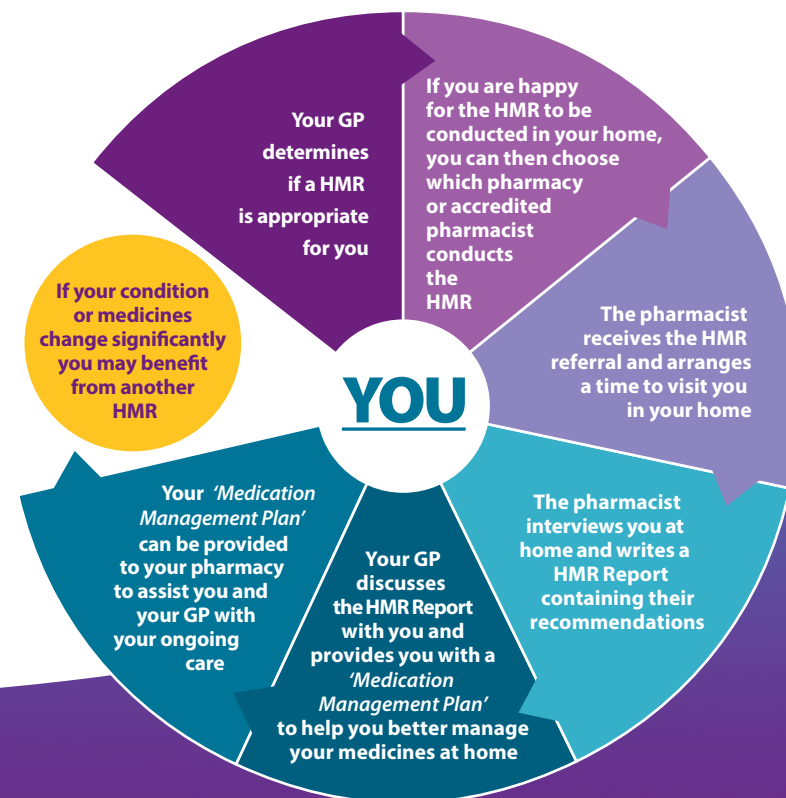 Your GP
determines
if a HMR
is appropriate
for you
If you are happy
for the HMR to be
conducted in your home,
you can then choose
which pharmacy
or accredited
pharmacist
conducts
the
HMR
The pharmacist
receives the HMR
referral and arranges
a time to visit you
in your home
The pharmacist
interviews you at
home and writes a
HMR Report
containing their
recommendations
Your GP
discusses
the HMR Report
with you and
provides you with a
'Medication
Management Plan'
to help you better manage
your medicines at home
Your 'Medication
Management Plan'
can be provided
to your pharmacy
to assist you and
your GP with
your ongoing
care
If your condition
or medicines
change significantly
you may benefit
from another
HMR
YOU